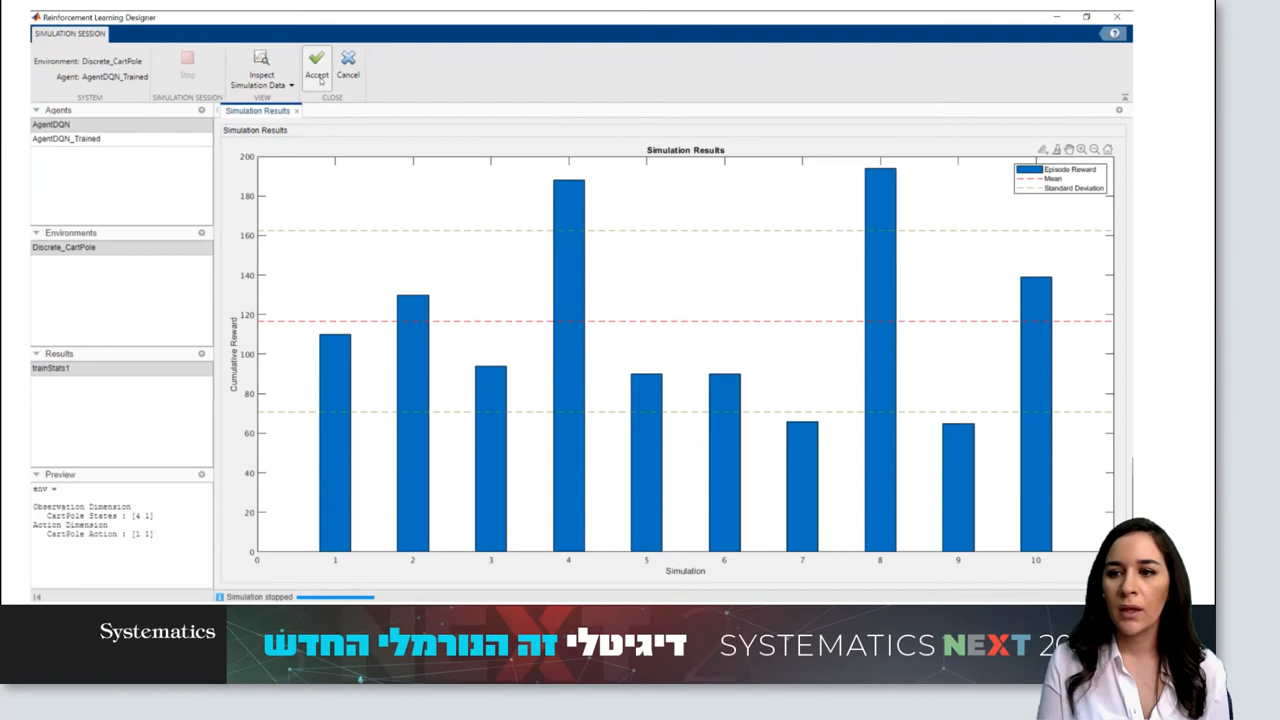 Reinforcement Learning Designer
SIMULATION SESSION
Environment: Discrete_CartPole
Agent: AgentDQN_Trained
SYSTEM
Stop
SIMULATION SESSION
Inspect
Simulation Data
VIEW
Accept
Cancel
CLOSE
Agents
AgentDQN
AgentDQN_Trained
Environments
Discrete_CartPole
Results
trainStats1
Preview
env =
Observation Dimension
CartPole States : [4 1]
Action Dimension
CartPole Action : [1 1]
Simulation Results ×
Simulation Results
Simulation Results
Episode Reward
Mean
Standard Deviation
200
180
160
140
120
100
80
60
40
20
0
Cumulative Reward
0 1 2 3 4 5 6 7 8 9 10
Simulation
Simulation stopped
Systematics
דיגיטלי זה הנורמלי החדש
SYSTEMATICS NEXT 20